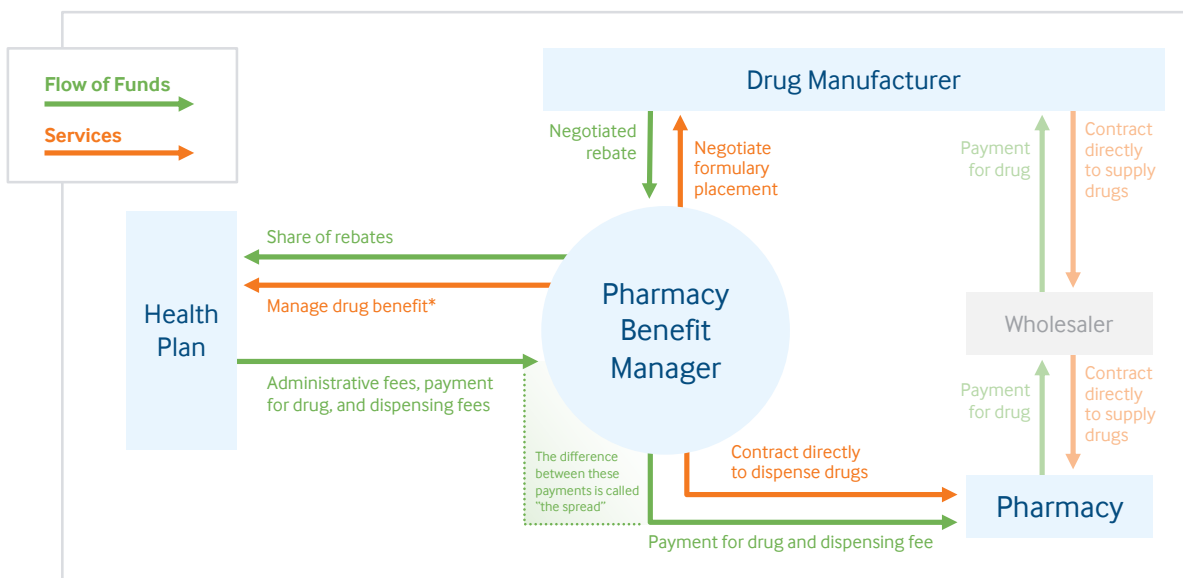 Flow of Funds
Services
Drug Manufacturer
Negotiated
rebate
Negotiate
formulary
placement
Payment
for drug
Contract
directly
to supply
drugs
Share of rebates
Manage drug benefit*
Health
Plan
Pharmacy
Benefit
Manager
Wholesaler
Administrative fees, payment
for drug, and dispensing fees
Payment
for drug
Contract
directly
to supply
drugs
The difference
between these
payments is called
“the spread”
Contract directly
to dispense drugs
Pharmacy
Payment for drug and dispensing fee